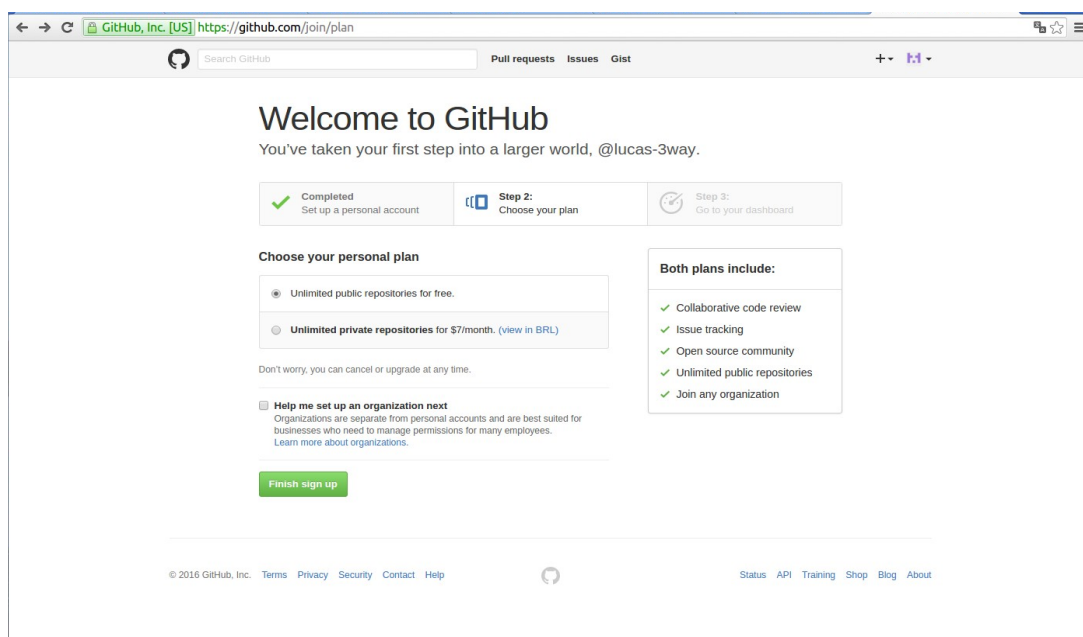 GitHub, Inc. [US] https://github.com/join/plan
Search GitHub
Pull requests Issues Gist
Welcome to GitHub
You've taken your first step into a larger world, @lucas-3way.
Completed
Set up a personal account
Step 2:
Choose your plan
Step 3:
Go to your dashboard
Choose your personal plan
Unlimited public repositories for free.
Unlimited private repositories for $7/month. (view in BRL)
Don't worry, you can cancel or upgrade at any time.
Help me set up an organization next
Organizations are separate from personal accounts and are best suited for
businesses who need to manage permissions for many employees.
Learn more about organizations.
Finish sign up
Both plans include:
Collaborative code review
Issue tracking
Open source community
Unlimited public repositories
Join any organization
© 2016 GitHub, Inc. Terms Privacy Security Contact Help
Status API Training Shop Blog About